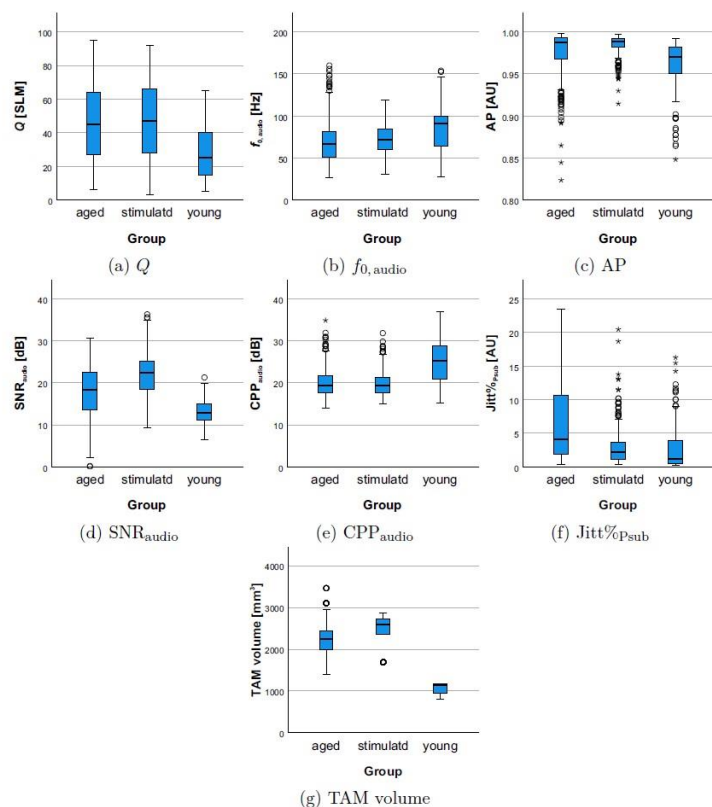 100
80
60
40
20
0
Q [SLM]
aged stimulatd young
Group
(a) Q
200
150
100
50
0
f0, audio [Hz]
aged stimulatd young
Group
(b) f0, audio
1.00
0.95
0.90
0.85
0.80
AP [AU]
aged stimulatd young
Group
(c) AP
40
30
20
10
0
SNRaudio [dB]
aged stimulatd young
Group
(d) SNRaudio
40
30
20
10
0
CPPaudio [dB]
aged stimulatd young
Group
(e) CPPaudio
25
20
15
10
5
0
Jitt%Psub [AU]
aged stimulatd young
Group
(f) Jitt%Psub
4000
3000
2000
1000
0
TAM volume [mm³]
aged stimulatd young
Group
(g) TAM volume